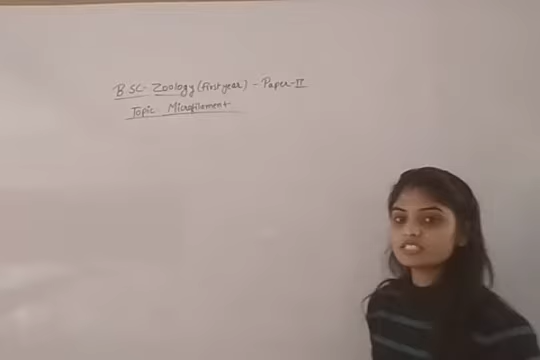 B.SC- Zoology (First year) - Paper-II
Topic- Microfilament